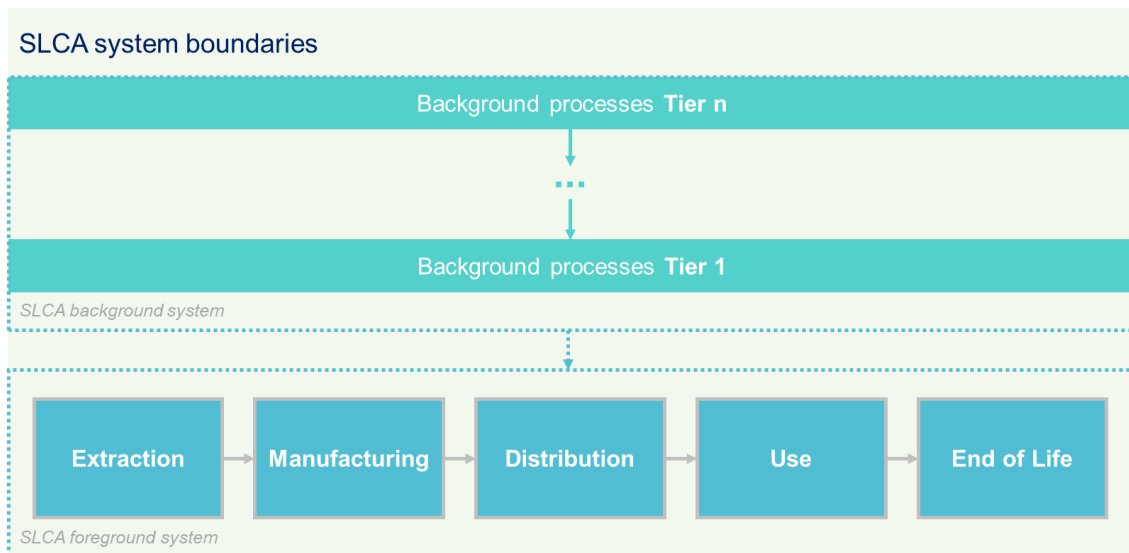 SLCA system boundaries
Background processes Tier n
...
Background processes Tier 1
SLCA background system
Extraction
Manufacturing
Distribution
Use
End of Life
SLCA foreground system